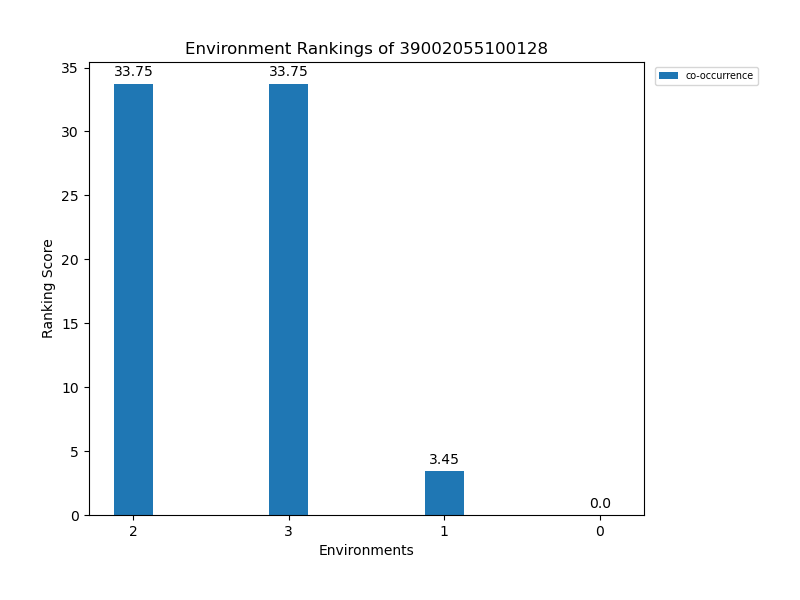 Environment Rankings of 39002055100128
co-occurrence
33.75
33.75
3.45
0.0
35
30
25
20
15
10
5
0
Ranking Score
2 3 1 0
Environments